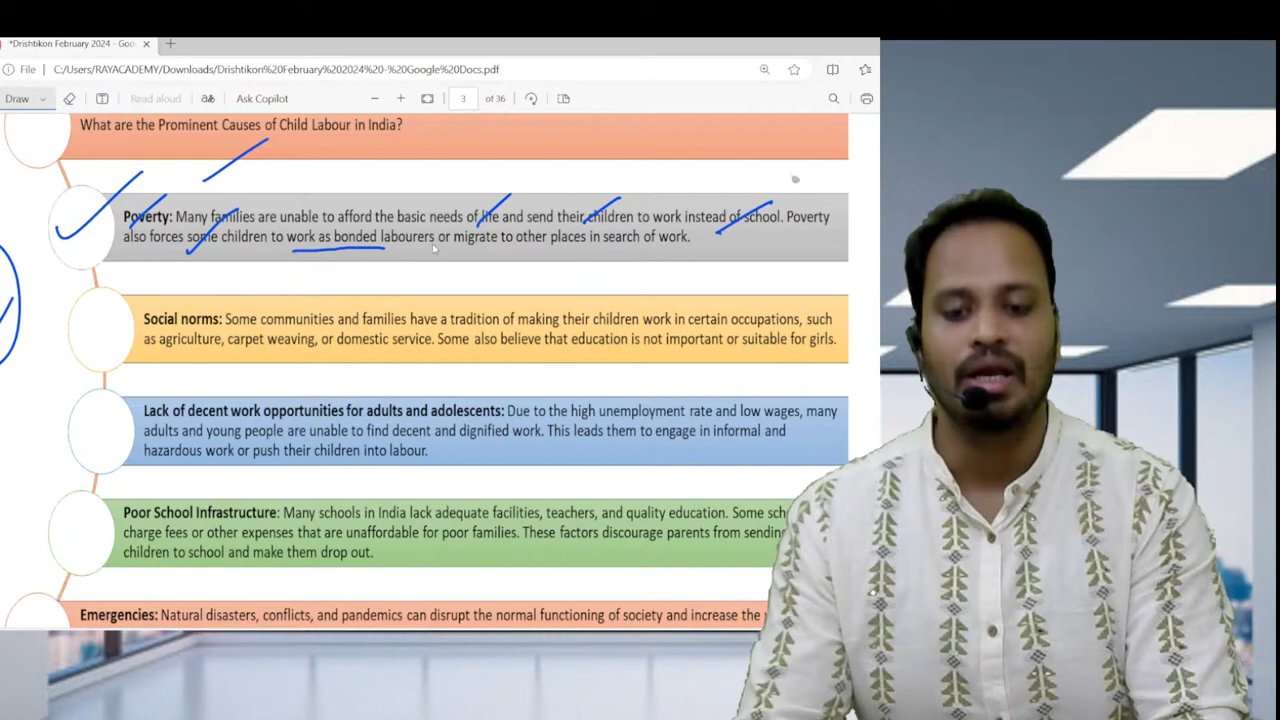 *Drishtikon February 2024 - Goo
File
C:/Users/RAYACADEMY/Downloads/Drishtikon%20February%202024%20-%20Google%20Docs.pdf
Draw
Read aloud
Ask Copilot
3
of 36
What are the Prominent Causes of Child Labour in India?
Poverty: Many families are unable to afford the basic needs of life and send their children to work instead of school. Poverty
also forces some children to work as bonded labourers or migrate to other places in search of work.
Social norms: Some communities and families have a tradition of making their children work in certain occupations, such
as agriculture, carpet weaving, or domestic service. Some also believe that education is not important or suitable for girls.
Lack of decent work opportunities for adults and adolescents: Due to the high unemployment rate and low wages, many
adults and young people are unable to find decent and dignified work. This leads them to engage in informal and
hazardous work or push their children into labour.
Poor School Infrastructure: Many schools in India lack adequate facilities, teachers, and quality education. Some
charge fees or other expenses that are unaffordable for poor families. These factors discourage parents from sending
children to school and make them drop out.
Emergencies: Natural disasters, conflicts, and pandemics can disrupt the normal functioning of society and increase the